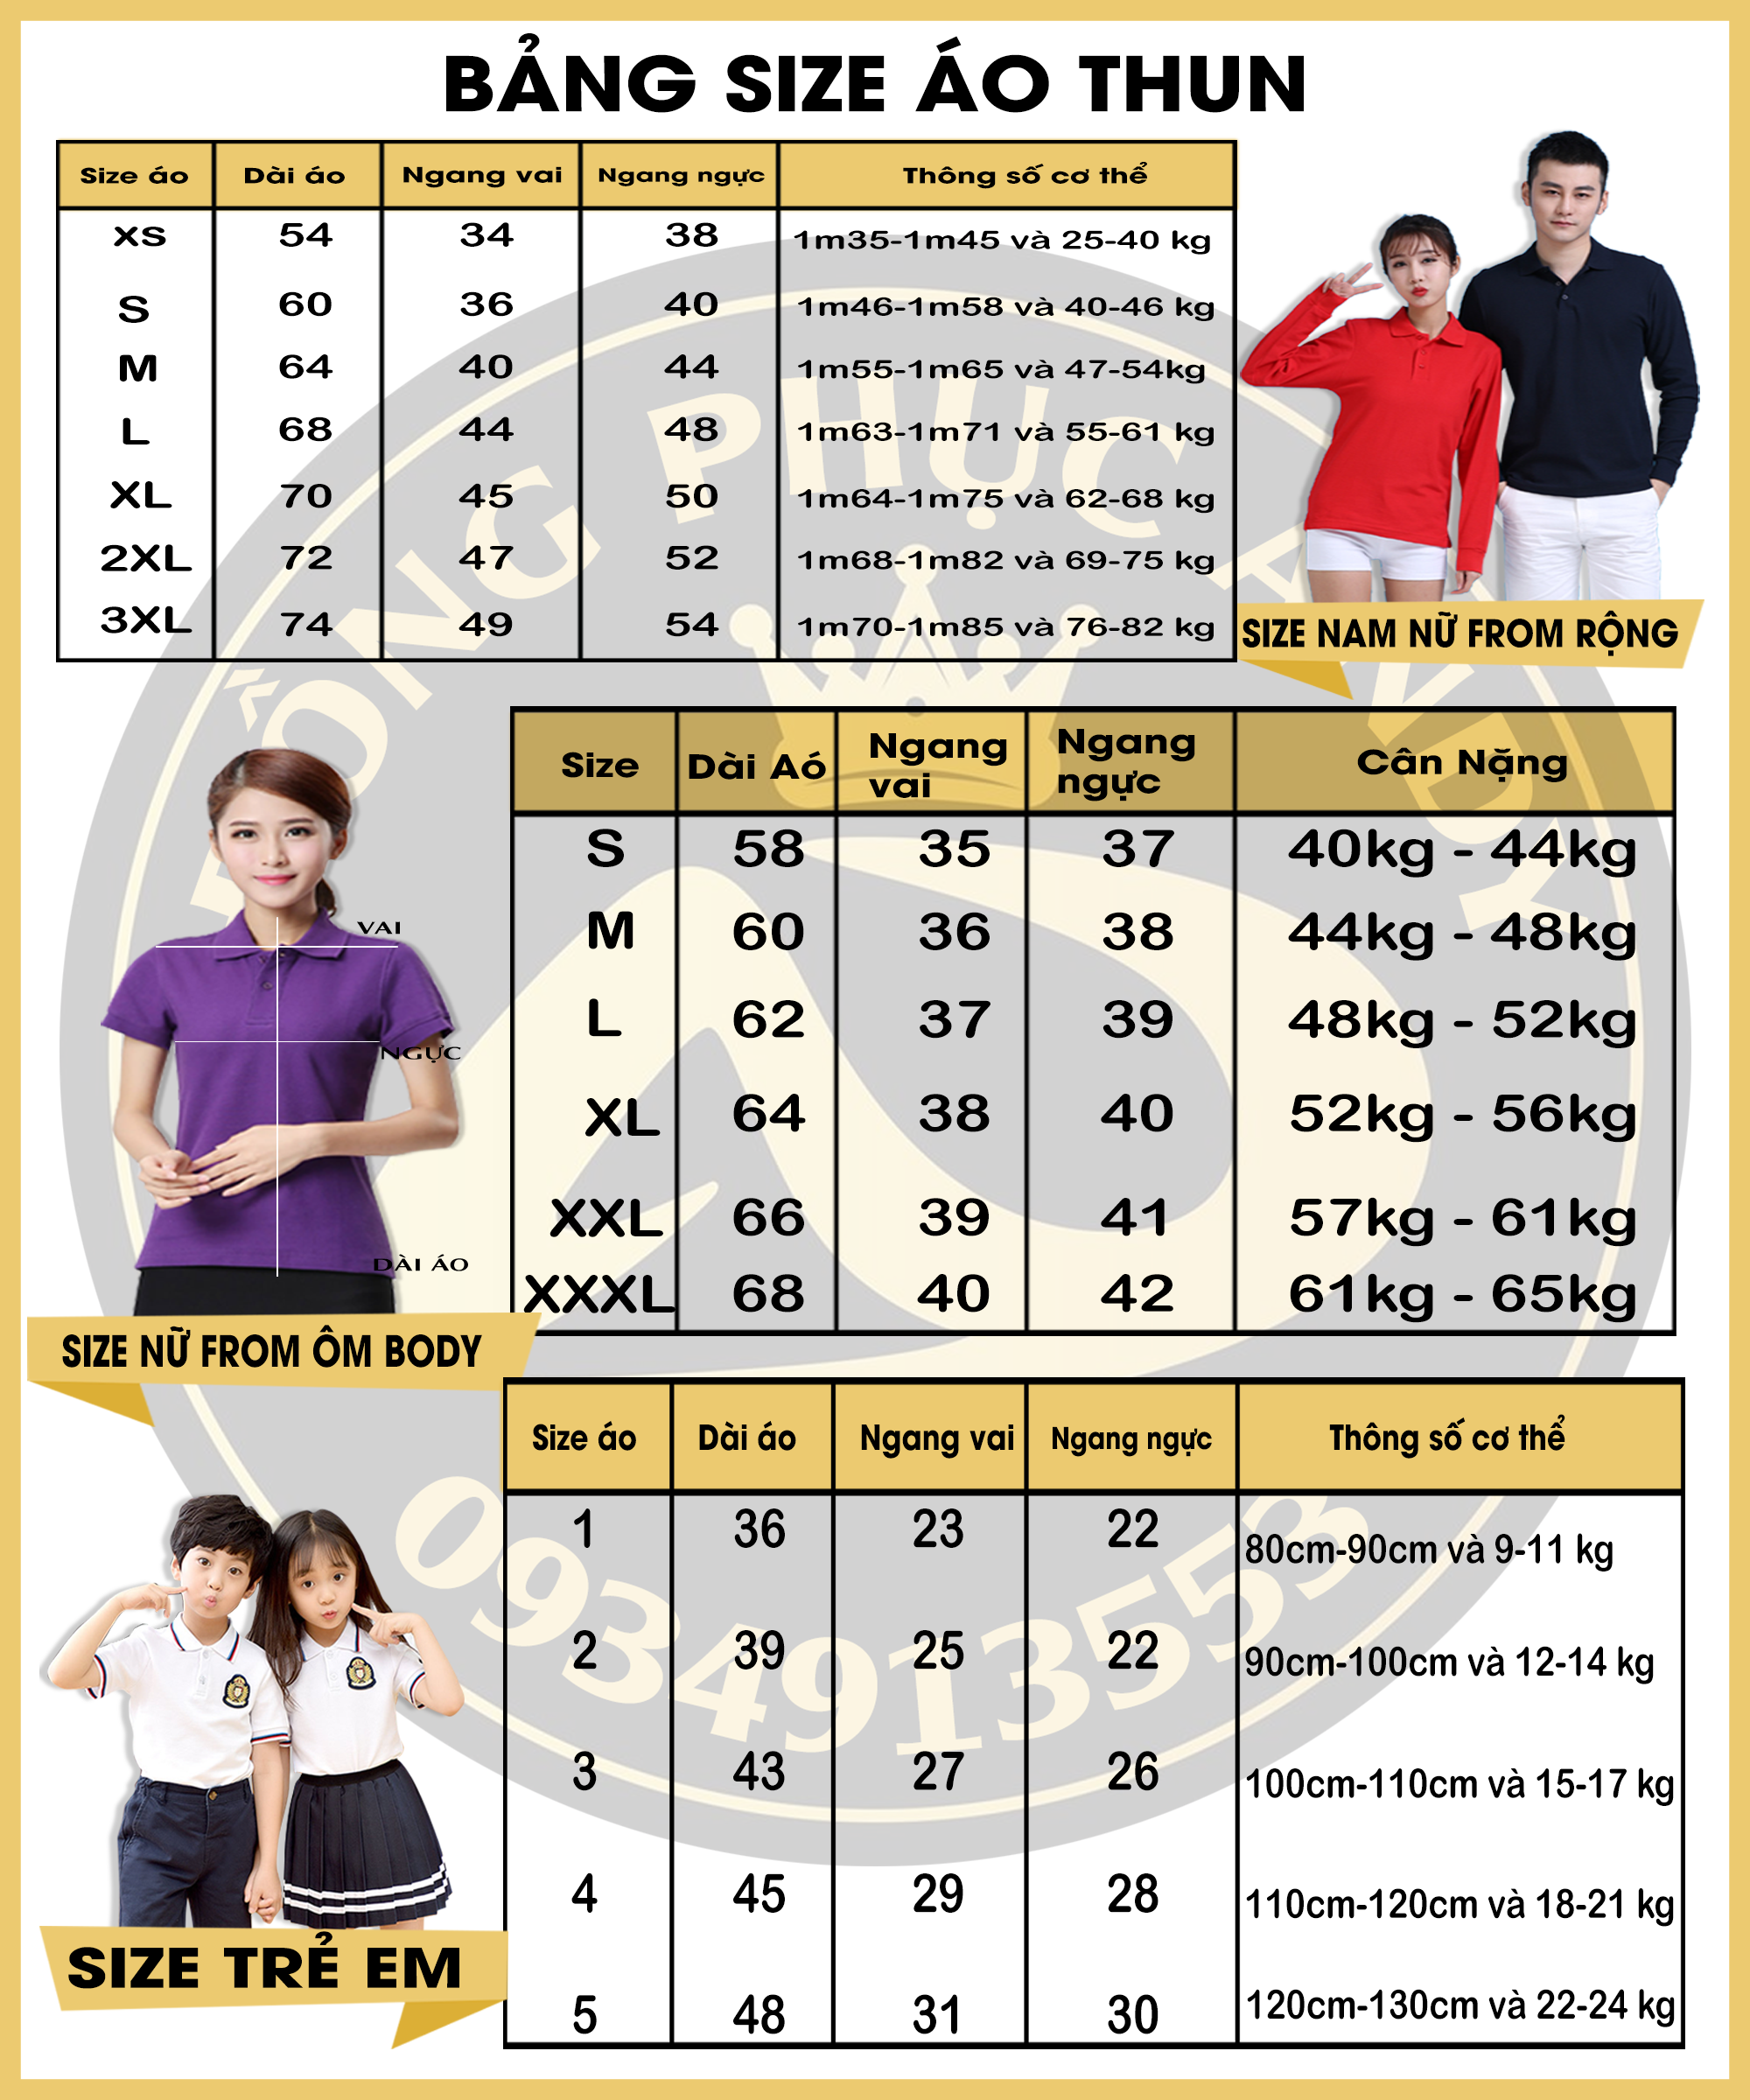 BẢNG SIZE ÁO THUN
Size áo Dài áo Ngang vai Ngang ngực Thông số cơ thể
XS 54 34 38 1m35-1m45 và 25-40 kg
S 60 36 40 1m46-1m58 và 40-46 kg
M 64 40 44 1m55-1m65 và 47-54kg
L 68 44 48 1m63-1m71 và 55-61 kg
XL 70 45 50 1m64-1m75 và 62-68 kg
2XL 72 47 52 1m68-1m82 và 69-75 kg
3XL 74 49 54 1m70-1m85 và 76-82 kg
SIZE NAM NỮ FROM RỘNG
ĐỒNG PHỤC ANDY
Size Dài Aó Ngang vai Ngang ngực Cân Nặng
S 58 35 37 40kg - 44kg
M 60 36 38 44kg - 48kg
L 62 37 39 48kg - 52kg
XL 64 38 40 52kg - 56kg
XXL 66 39 41 57kg - 61kg
XXXL 68 40 42 61kg - 65kg
VAI
NGỰC
DÀI ÁO
SIZE NỮ FROM ÔM BODY
Size áo Dài áo Ngang vai Ngang ngực Thông số cơ thể
1 36 23 22 80cm-90cm và 9-11 kg
2 39 25 22 90cm-100cm và 12-14 kg
3 43 27 26 100cm-110cm và 15-17 kg
4 45 29 28 110cm-120cm và 18-21 kg
5 48 31 30 120cm-130cm và 22-24 kg
0934913553
SIZE TRẺ EM